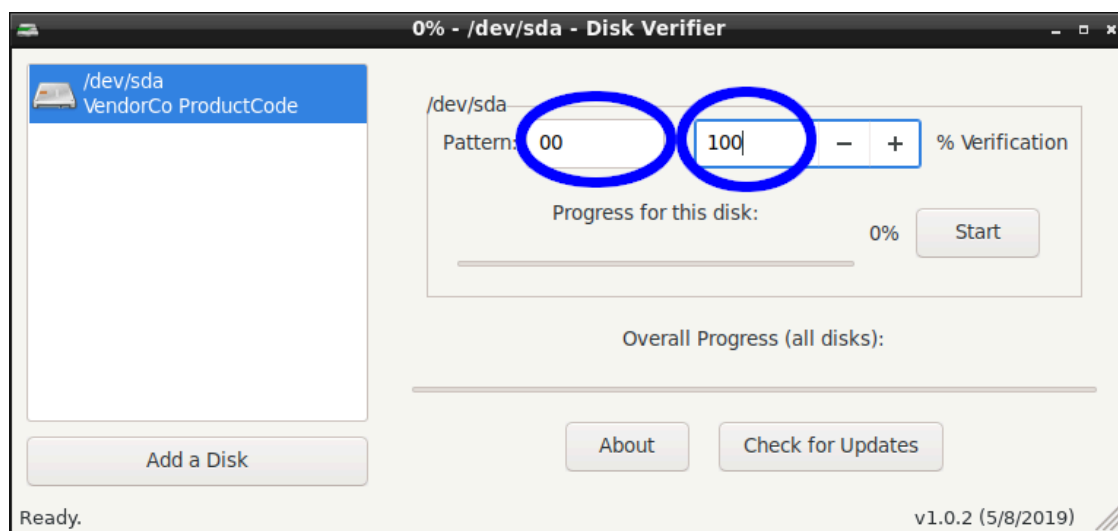 0% - /dev/sda - Disk Verifier
/dev/sda
VendorCo ProductCode
/dev/sda
Pattern: 00 100 − + % Verification
Progress for this disk:
0% Start
Overall Progress (all disks):
About Check for Updates
Add a Disk
Ready. v1.0.2 (5/8/2019)